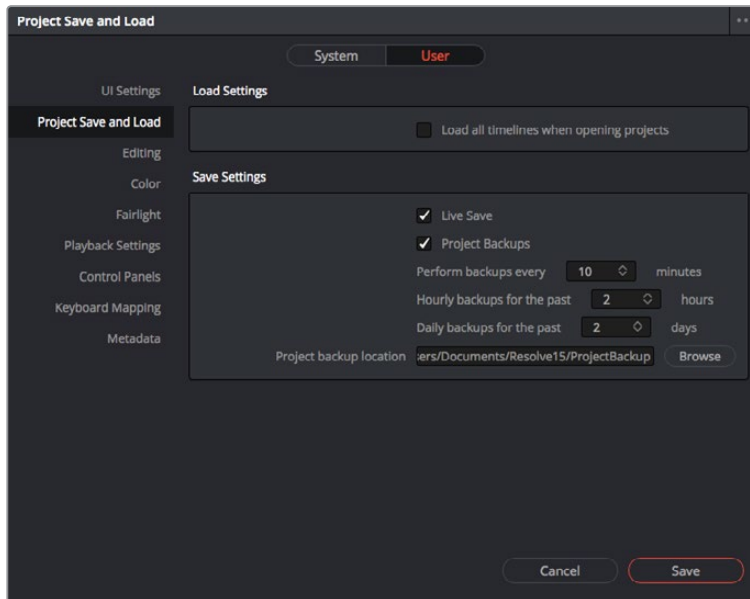 Project Save and Load
System User
UI Settings
Project Save and Load
Editing
Color
Fairlight
Playback Settings
Control Panels
Keyboard Mapping
Metadata
Load Settings
Load all timelines when opening projects
Save Settings
Live Save
Project Backups
Perform backups every 10 minutes
Hourly backups for the past 2 hours
Daily backups for the past 2 days
Project backup location ers/Documents/Resolve15/ProjectBackup Browse
Cancel Save